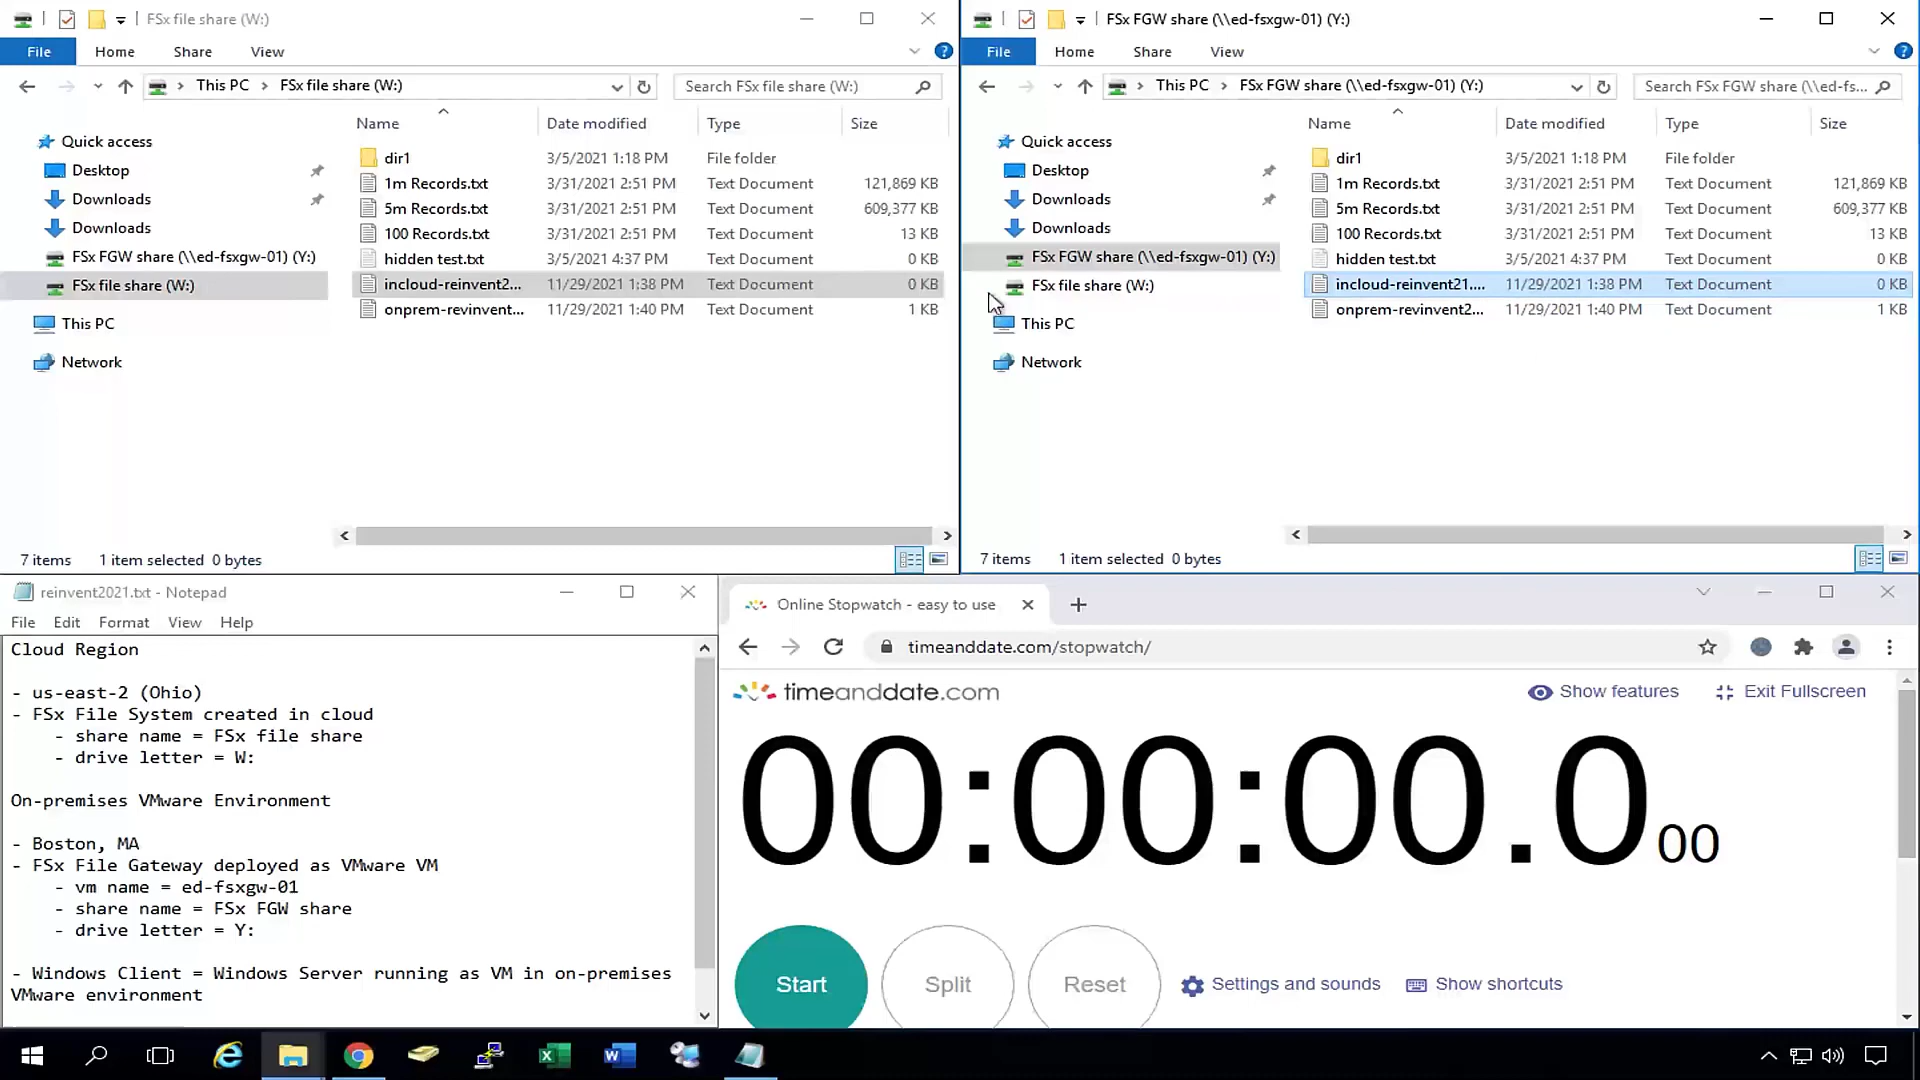 FSx file share (W:)
File
Home
Share
View
This PC
FSx file share (W:)
Search FSx file share (W:)
Name
Date modified
Type
Size
Quick access
Desktop
Downloads
Downloads
FSx FGW share (\\ed-fsxgw-01) (Y:)
FSx file share (W:)
This PC
Network
dir1 3/5/2021 1:18 PM File folder
1m Records.txt 3/31/2021 2:51 PM Text Document 121,869 KB
5m Records.txt 3/31/2021 2:51 PM Text Document 609,377 KB
100 Records.txt 3/31/2021 2:51 PM Text Document 13 KB
hidden test.txt 3/5/2021 4:37 PM Text Document 0 KB
incloud-reinvent2... 11/29/2021 1:38 PM Text Document 0 KB
onprem-revinvent... 11/29/2021 1:40 PM Text Document 1 KB
7 items 1 item selected 0 bytes
FSx FGW share (\\ed-fsxgw-01) (Y:)
File
Home
Share
View
This PC
FSx FGW share (\\ed-fsxgw-01) (Y:)
Search FSx FGW share (\\ed-fs...
Name
Date modified
Type
Size
Quick access
Desktop
Downloads
Downloads
FSx FGW share (\\ed-fsxgw-01) (Y:)
FSx file share (W:)
This PC
Network
dir1 3/5/2021 1:18 PM File folder
1m Records.txt 3/31/2021 2:51 PM Text Document 121,869 KB
5m Records.txt 3/31/2021 2:51 PM Text Document 609,377 KB
100 Records.txt 3/31/2021 2:51 PM Text Document 13 KB
hidden test.txt 3/5/2021 4:37 PM Text Document 0 KB
incloud-reinvent21.... 11/29/2021 1:38 PM Text Document 0 KB
onprem-revinvent2... 11/29/2021 1:40 PM Text Document 1 KB
7 items 1 item selected 0 bytes
reinvent2021.txt - Notepad
File Edit Format View Help
Cloud Region
- us-east-2 (Ohio)
- FSx File System created in cloud
- share name = FSx file share
- drive letter = W:
On-premises VMware Environment
- Boston, MA
- FSx File Gateway deployed as VMware VM
- vm name = ed-fsxgw-01
- share name = FSx FGW share
- drive letter = Y:
- Windows Client = Windows Server running as VM in on-premises
VMware environment
Online Stopwatch - easy to use
timeanddate.com/stopwatch/
timeanddate.com
Show features
Exit Fullscreen
00:00:00.000
Start
Split
Reset
Settings and sounds
Show shortcuts